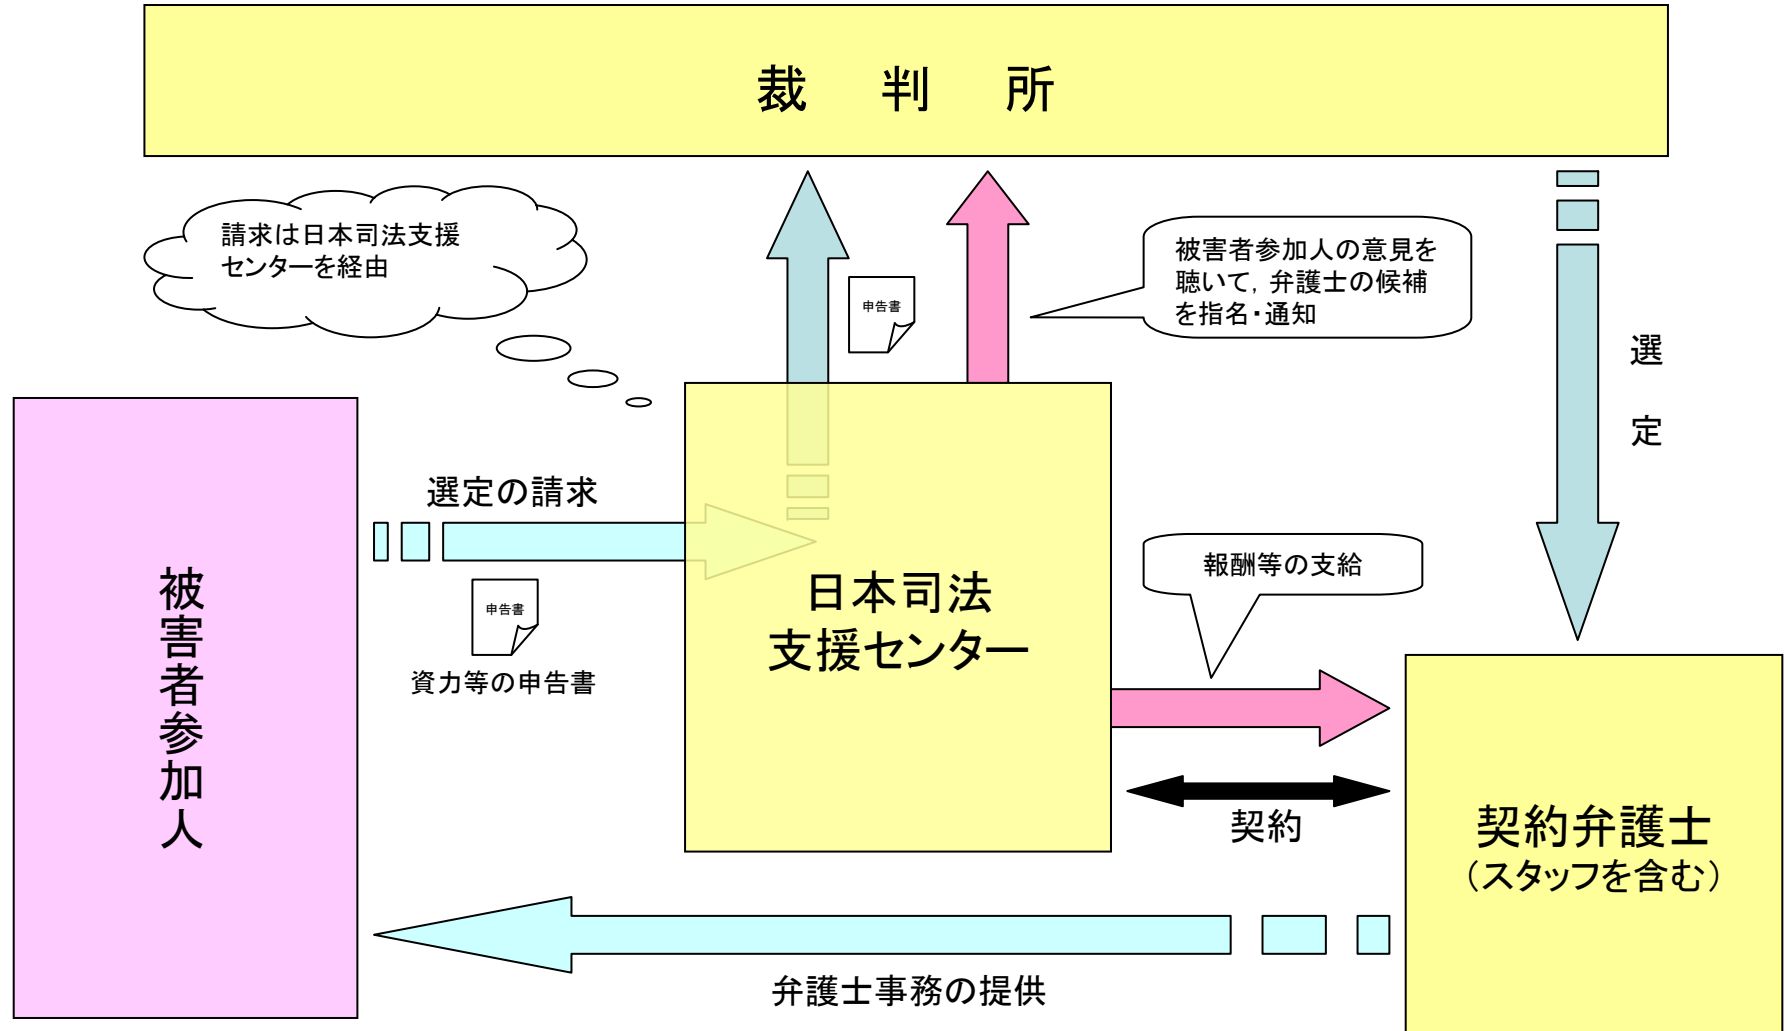 裁　判　所
請求は日本司法支援
センターを経由
被害者参加人の意見を
聴いて，弁護士の候補
を指名・通知
申告書
選　定
選定の請求
申告書
資力等の申告書
被害者参加人
日本司法
支援センター
報酬等の支給
契約
契約弁護士
（スタッフを含む）
弁護士事務の提供